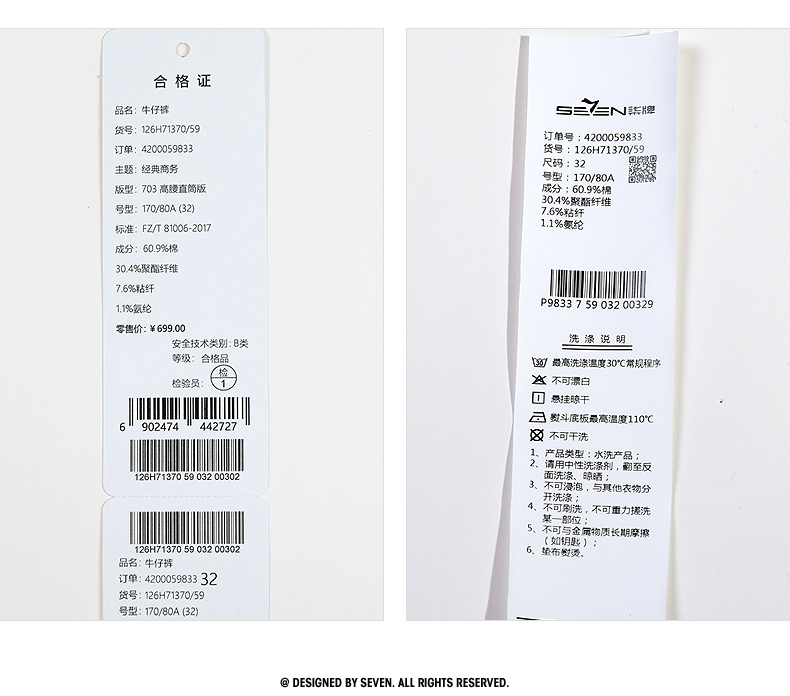 合格证
品名：牛仔裤
货号：126H71370/59
订单：4200059833
主题：经典商务
版型：703 高腰直筒版
号型：170/80A (32)
标准：FZ/T 81006-2017
成分：60.9%棉
30.4%聚酯纤维
7.6%粘纤
1.1%氨纶
零售价：￥699.00
安全技术类别：B类
等级：合格品
检验员：检 1
6 902474 442727
126H71370 59 032 00302
126H71370 59 032 00302
品名：牛仔裤
订单：4200059833 32
货号：126H71370/59
号型：170/80A (32)
SEVEN柒牌
订单号：4200059833
货号：126H71370/59
尺码：32
号型：170/80A
成分：60.9%棉
30.4%聚酯纤维
7.6%粘纤
1.1%氨纶
P9833 7 59 032 00329
洗涤说明
30 最高洗涤温度30℃常规程序
不可漂白
悬挂晾干
熨斗底板最高温度110℃
不可干洗
1、产品类型：水洗产品；
2、请用中性洗涤剂，翻至反
面洗涤、晾晒；
3、不可浸泡，与其他衣物分
开洗涤；
4、不可刷洗，不可重力搓洗
某一部位；
5、不可与金属物质长期摩擦
（如钥匙）；
6、垫布熨烫。
@ DESIGNED BY SEVEN. ALL RIGHTS RESERVED.